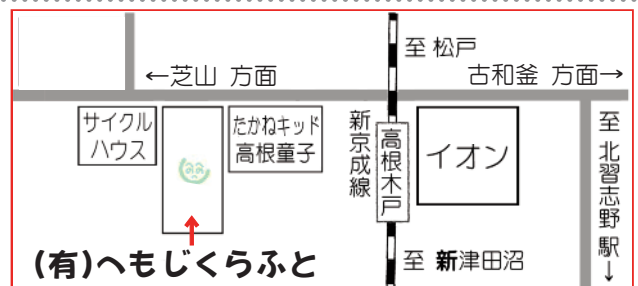 至 松戸
←芝山 方面
古和釜 方面→
サイクル
ハウス
たかねキッド
高根童子
新京成線
高根木戸
イオン
至 北習志野駅↓
(有)へもじくらふと
至 新津田沼